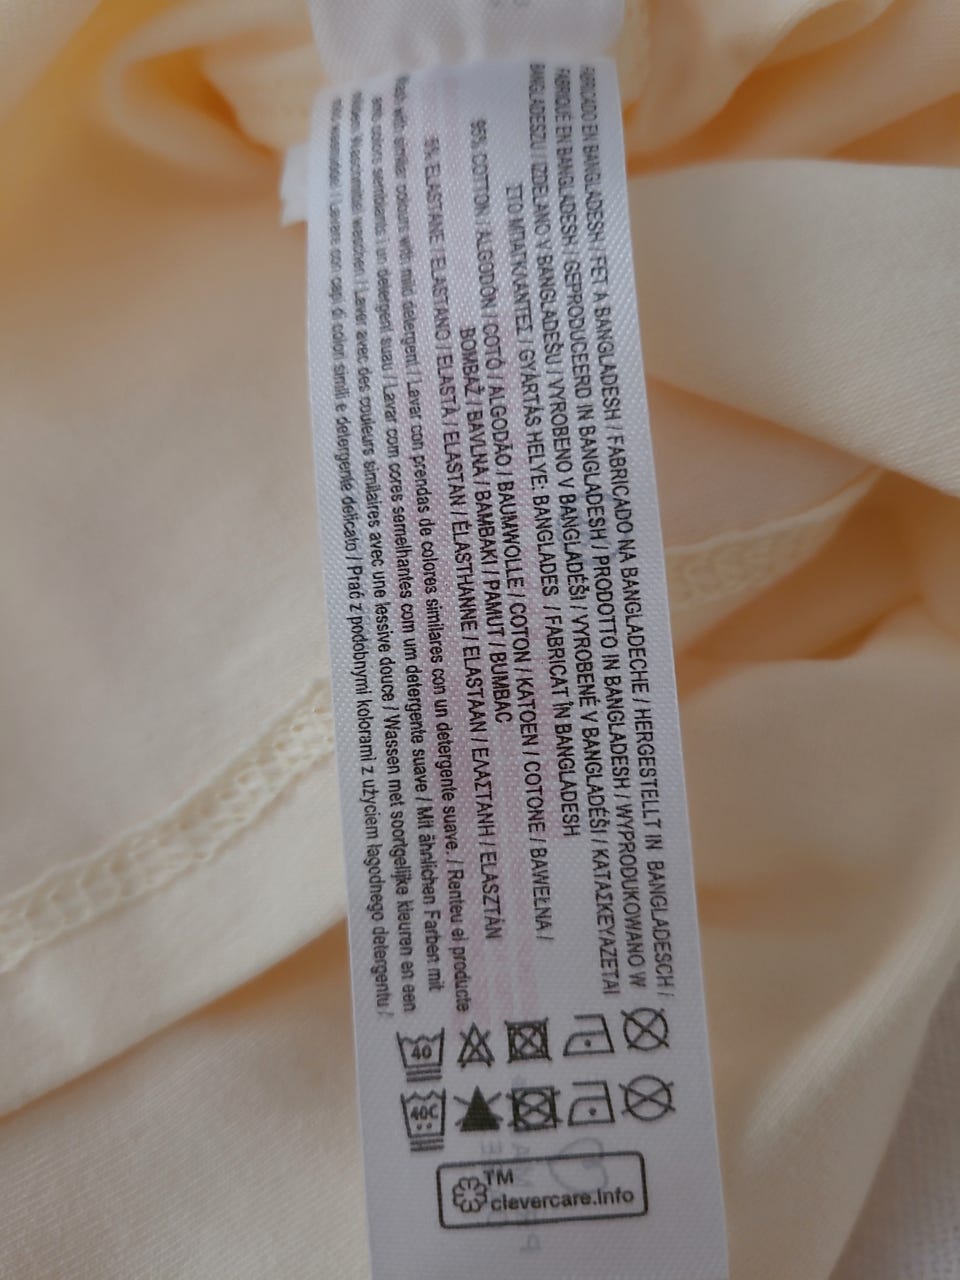 FABRICADO EN BANGLADESH / FET A BANGLADESH / FABRICADO NA BANGLADECHE / HERGESTELLT IN BANGLADESCH /
FABRIQUÉ EN BANGLADESH / GEPRODUCEERD IN BANGLADESH / PRODOTTO IN BANGLADESH / WYPRODUKOWANO W
BANGLADESZU / IZDELANO V BANGLADEŠU / VYROBENO V BANGLADÉŠI / VYROBENÉ V BANGLADÉŠI / ΚΑΤΑΣΚΕΥΑΖΕΤΑΙ
ΣΤΟ ΜΠΑΓΚΛΑΝΤΕΣ / GYÁRTÁS HELYE: BANGLADES / FABRICAT ÎN BANGLADESH
95% COTTON / ALGODÓN / COTÓ / ALGODÃO / BAUMWOLLE / COTON / KATOEN / COTONE / BAWEŁNA /
BOMBAŽ / BAVLNA / BAMBAKI / PAMUT / BUMBAC
5% ELASTANE / ELASTANO / ELASTÀ / ELASTAN / ÉLASTHANNE / ELASTAAN / ΕΛΑΣΤΑΝΗ / ELASZTÁN
Wash with similar colours with mild detergent / Lavar con prendas de colores similares con un detergente suave. / Renteu el producte
amb colors semblants i un detergent suau / Lavar com cores semelhantes com um detergente suave / Mit ähnlichen Farben mit
mildem Waschmittel waschen / Laver avec des couleurs similaires avec une lessive douce / Wassen met soortgelijke kleuren en een
mild wasmiddel / Lavare con capi di colori simili e detergente delicato / Prać z podobnymi kolorami z użyciem łagodnego detergentu /
40
40C
TM
clevercare.info